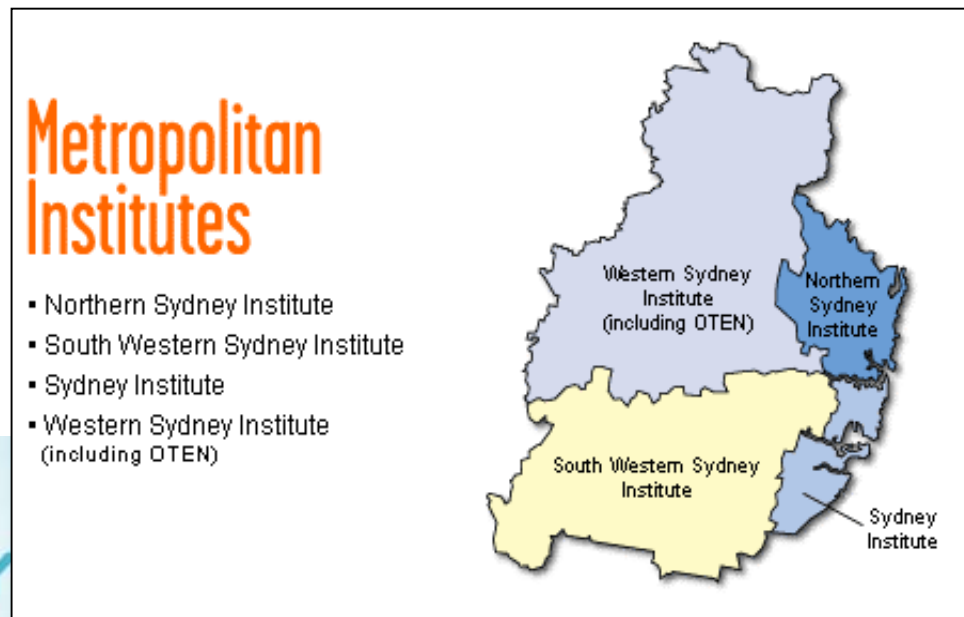 Metropolitan
Institutes
▪ Northern Sydney Institute
▪ South Western Sydney Institute
▪ Sydney Institute
▪ Western Sydney Institute
(including OTEN)
Western Sydney
Institute
(including OTEN)
Northern
Sydney
Institute
South Western Sydney
Institute
Sydney
Institute